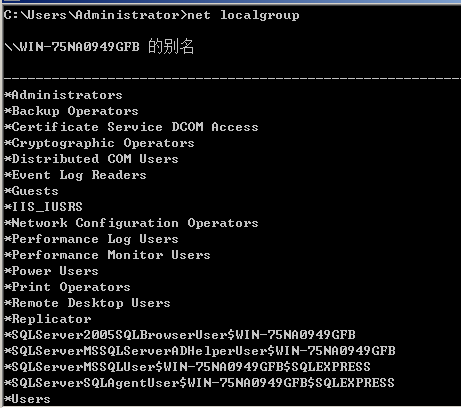 C:\Users\Administrator>net localgroup
\\WIN-75NA0949GFB 的别名
-------------------------------------------------------------------------------
*Administrators
*Backup Operators
*Certificate Service DCOM Access
*Cryptographic Operators
*Distributed COM Users
*Event Log Readers
*Guests
*IIS_IUSRS
*Network Configuration Operators
*Performance Log Users
*Performance Monitor Users
*Power Users
*Print Operators
*Remote Desktop Users
*Replicator
*SQLServer2005SQLBrowserUser$WIN-75NA0949GFB
*SQLServerMSSQLServerADHelperUser$WIN-75NA0949GFB
*SQLServerMSSQLUser$WIN-75NA0949GFB$SQLEXPRESS
*SQLServerSQLAgentUser$WIN-75NA0949GFB$SQLEXPRESS
*Users